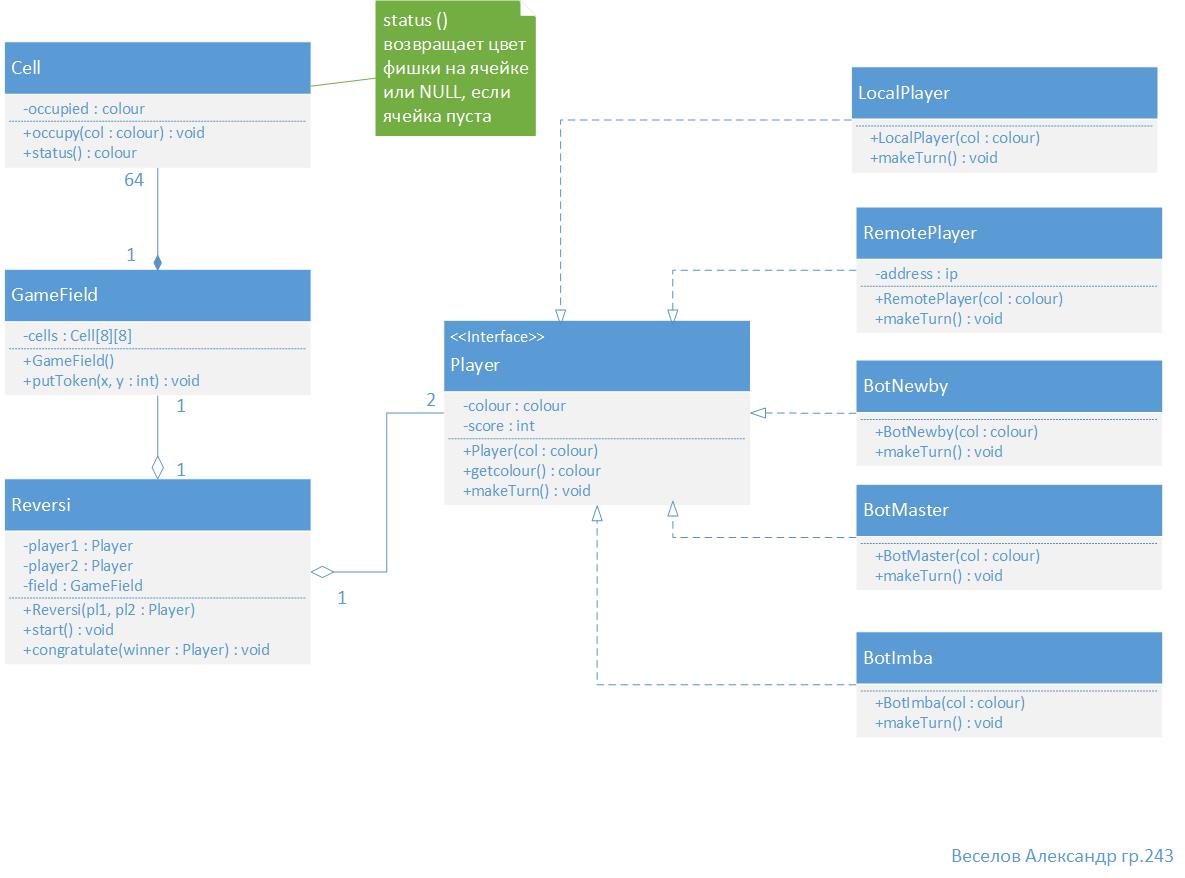 status ()
возвращает цвет
фишки на ячейке
или NULL, если
ячейка пуста
Cell
-occupied : colour
+occupy(col : colour) : void
+status() : colour
64
1
GameField
-cells : Cell[8][8]
+GameField()
+putToken(x, y : int) : void
1
1
Reversi
-player1 : Player
-player2 : Player
-field : GameField
+Reversi(pl1, pl2 : Player)
+start() : void
+congratulate(winner : Player) : void
1
2
<<Interface>>
Player
-colour : colour
-score : int
+Player(col : colour)
+getcolour() : colour
+makeTurn() : void
LocalPlayer
+LocalPlayer(col : colour)
+makeTurn() : void
RemotePlayer
-address : ip
+RemotePlayer(col : colour)
+makeTurn() : void
BotNewby
+BotNewby(col : colour)
+makeTurn() : void
BotMaster
+BotMaster(col : colour)
+makeTurn() : void
BotImba
+BotImba(col : colour)
+makeTurn() : void
Веселов Александр гр.243